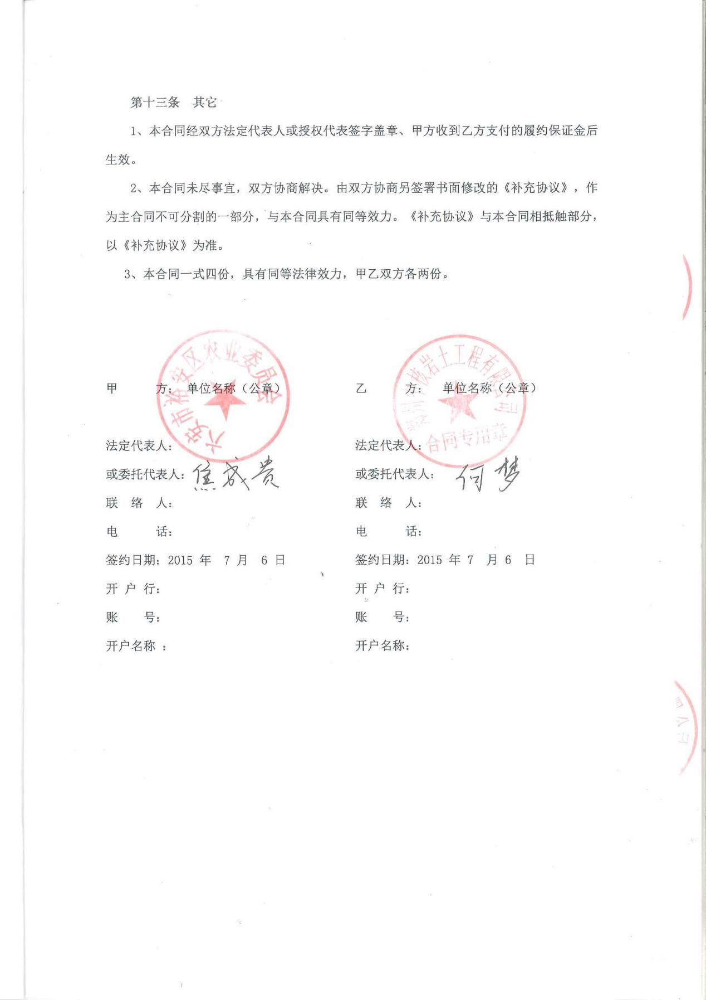 第十三条　其它
1、本合同经双方法定代表人或授权代表签字盖章、甲方收到乙方支付的履约保证金后
生效。
2、本合同未尽事宜，双方协商解决。由双方协商另签署书面修改的《补充协议》，作
为主合同不可分割的一部分，与本合同具有同等效力。《补充协议》与本合同相抵触部分，
以《补充协议》为准。
3、本合同一式四份，具有同等法律效力，甲乙双方各两份。
六安市裕安区农业委员会
核岩土工程有限公司
合同专用章
甲　　方：　单位名称（公章）　　乙　　方：　单位名称（公章）
法定代表人：　　法定代表人：
或委托代表人：焦成贵　　或委托代表人：何梦
联　络　人：　　联　络　人：
电　　话：　　电　　话：
签约日期：2015 年　7 月　6 日　　签约日期：2015 年 7　月 6　日
开 户 行：　　开 户 行：
账　　号：　　账　　号：
开户名称 ：　　开户名称：